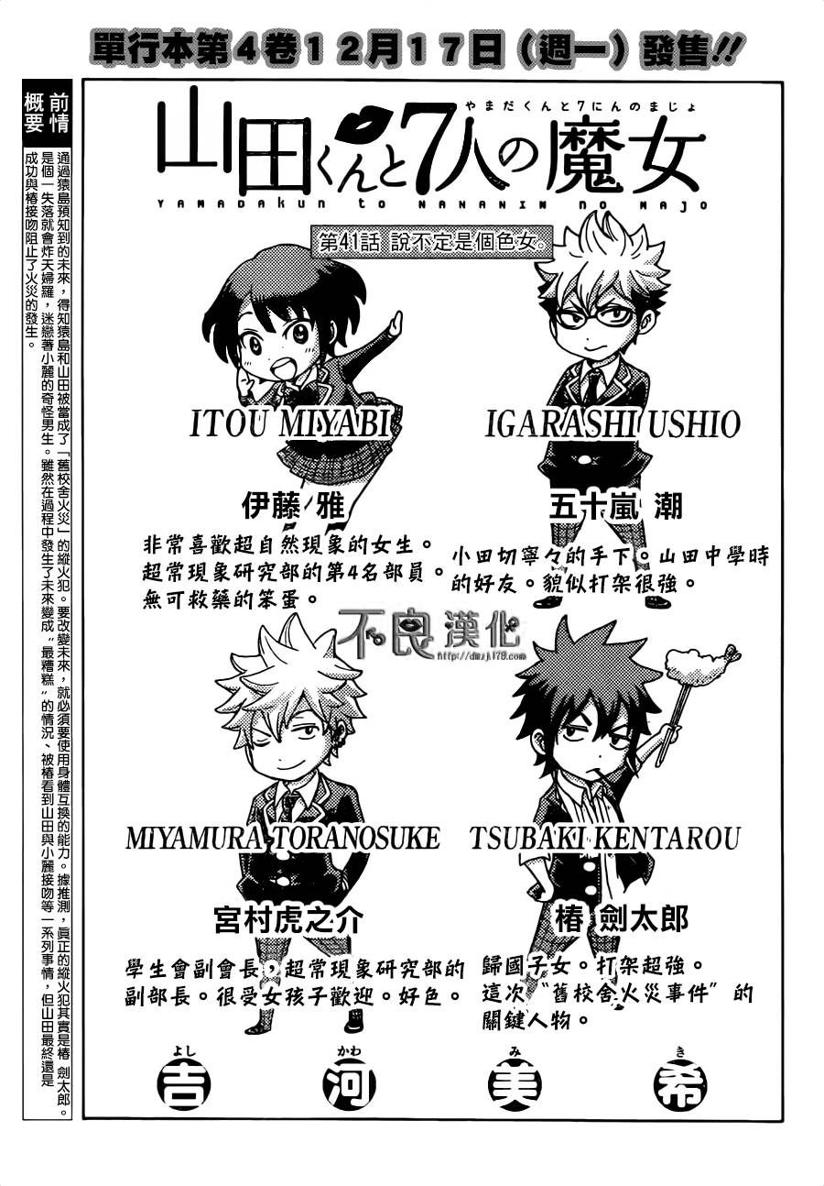 單行本第4卷12月17日(週一)發售!!
前情概要
通過猿島預知到的未來，得知猿島和山田被當成了「舊校舍火災」的縱火犯。要改變未來，就必須要使用身體互換的能力。據推測，真正的縱火犯其實是椿 劍太郎。
是個一失落就會炸天婦羅，迷戀著小麗的奇怪男生。雖然在過程中發生了未來變成"最糟糕"的情況、被椿看到山田與小麗接吻等一系列事情，但山田最終還是
成功與椿接吻阻止了火災的發生。
やまだくんと7にんのまじょ
山田くんと7人の魔女
YAMADAKUN to NANANIN no MAJO
第41話 說不定是個色女。
ITOU MIYABI
伊藤 雅
非常喜歡超自然現象的女生。
超常現象研究部的第4名部員。
無可救藥的笨蛋。
IGARASHI USHIO
五十嵐 潮
小田切寧々的手下。山田中學時
的好友。貌似打架很強。
不良漢化
http://dmzj179.com
MIYAMURA TORANOSUKE
宮村虎之介
學生會副會長，超常現象研究部的
副部長。很受女孩子歡迎。好色。
TSUBAKI KENTAROU
椿 劍太郎
歸國子女。打架超強。
這次"舊校舍火災事件"的
關鍵人物。
よし かわ み き
吉河美希